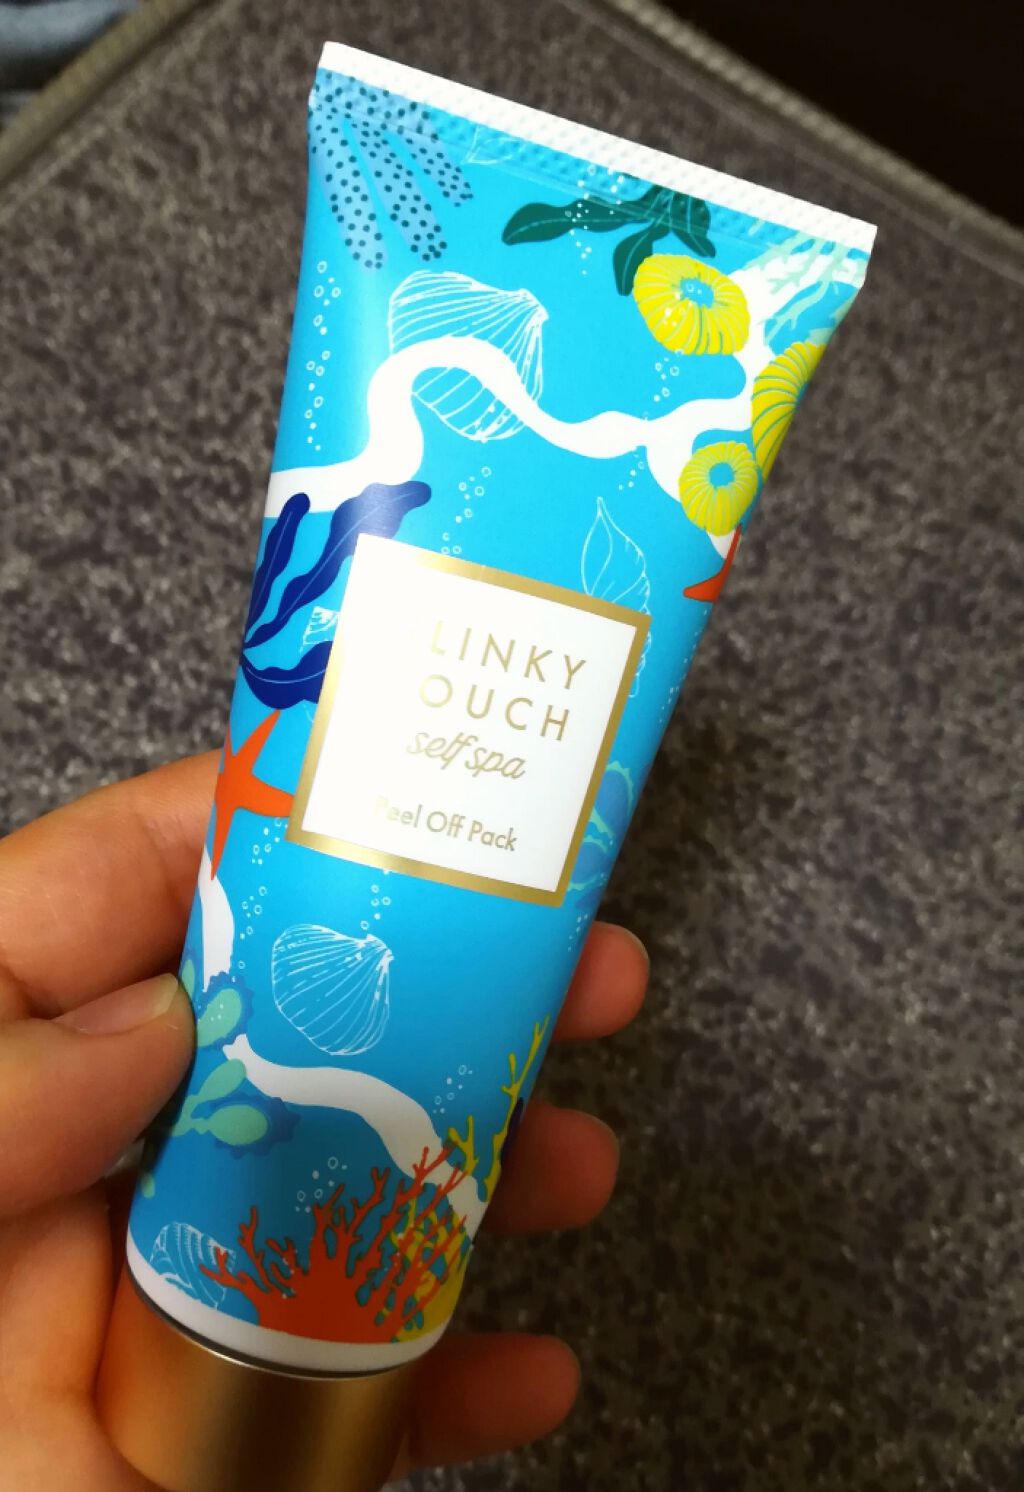 LINKY
OUCH
self spa
Peel Off Pack